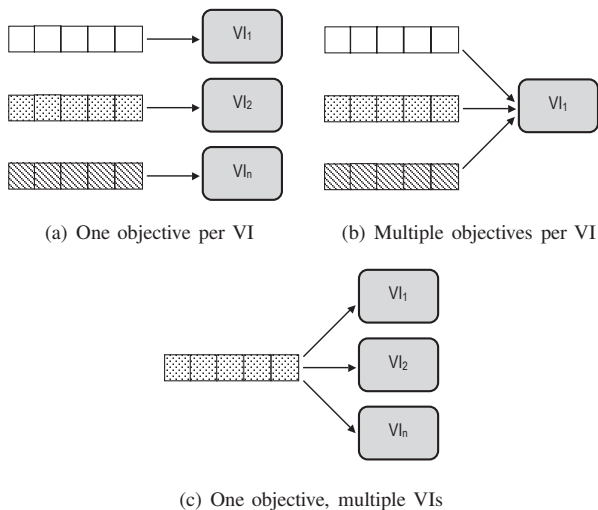 VI1
VI2
VIn
(a) One objective per VI
VI1
(b) Multiple objectives per VI
VI1
VI2
VIn
(c) One objective, multiple VIs